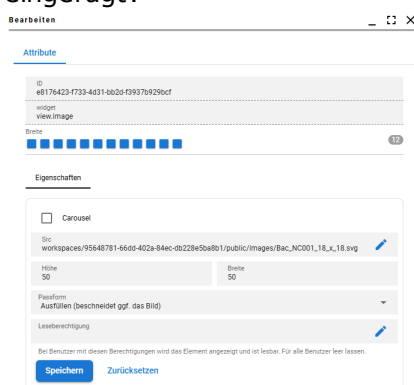 eingefügt?
Bearbeiten
Attribute
ID
e8176423-f733-4d31-bb2d-f3937b929bcf
widget
view.image
Breite
12
Eigenschaften
Carousel
Src
workspaces/95648781-66dd-402a-84ec-db228e5ba8b1/public/images/Bac_NC001_18_x_18.svg
Höhe
50
Breite
50
Passform
Ausfüllen (beschneidet ggf. das Bild)
Leseberechtigung
Bei Benutzer mit diesen Berechtigungen wird das Element angezeigt und ist lesbar. Für alle Benutzer leer lassen.
Speichern Zurücksetzen